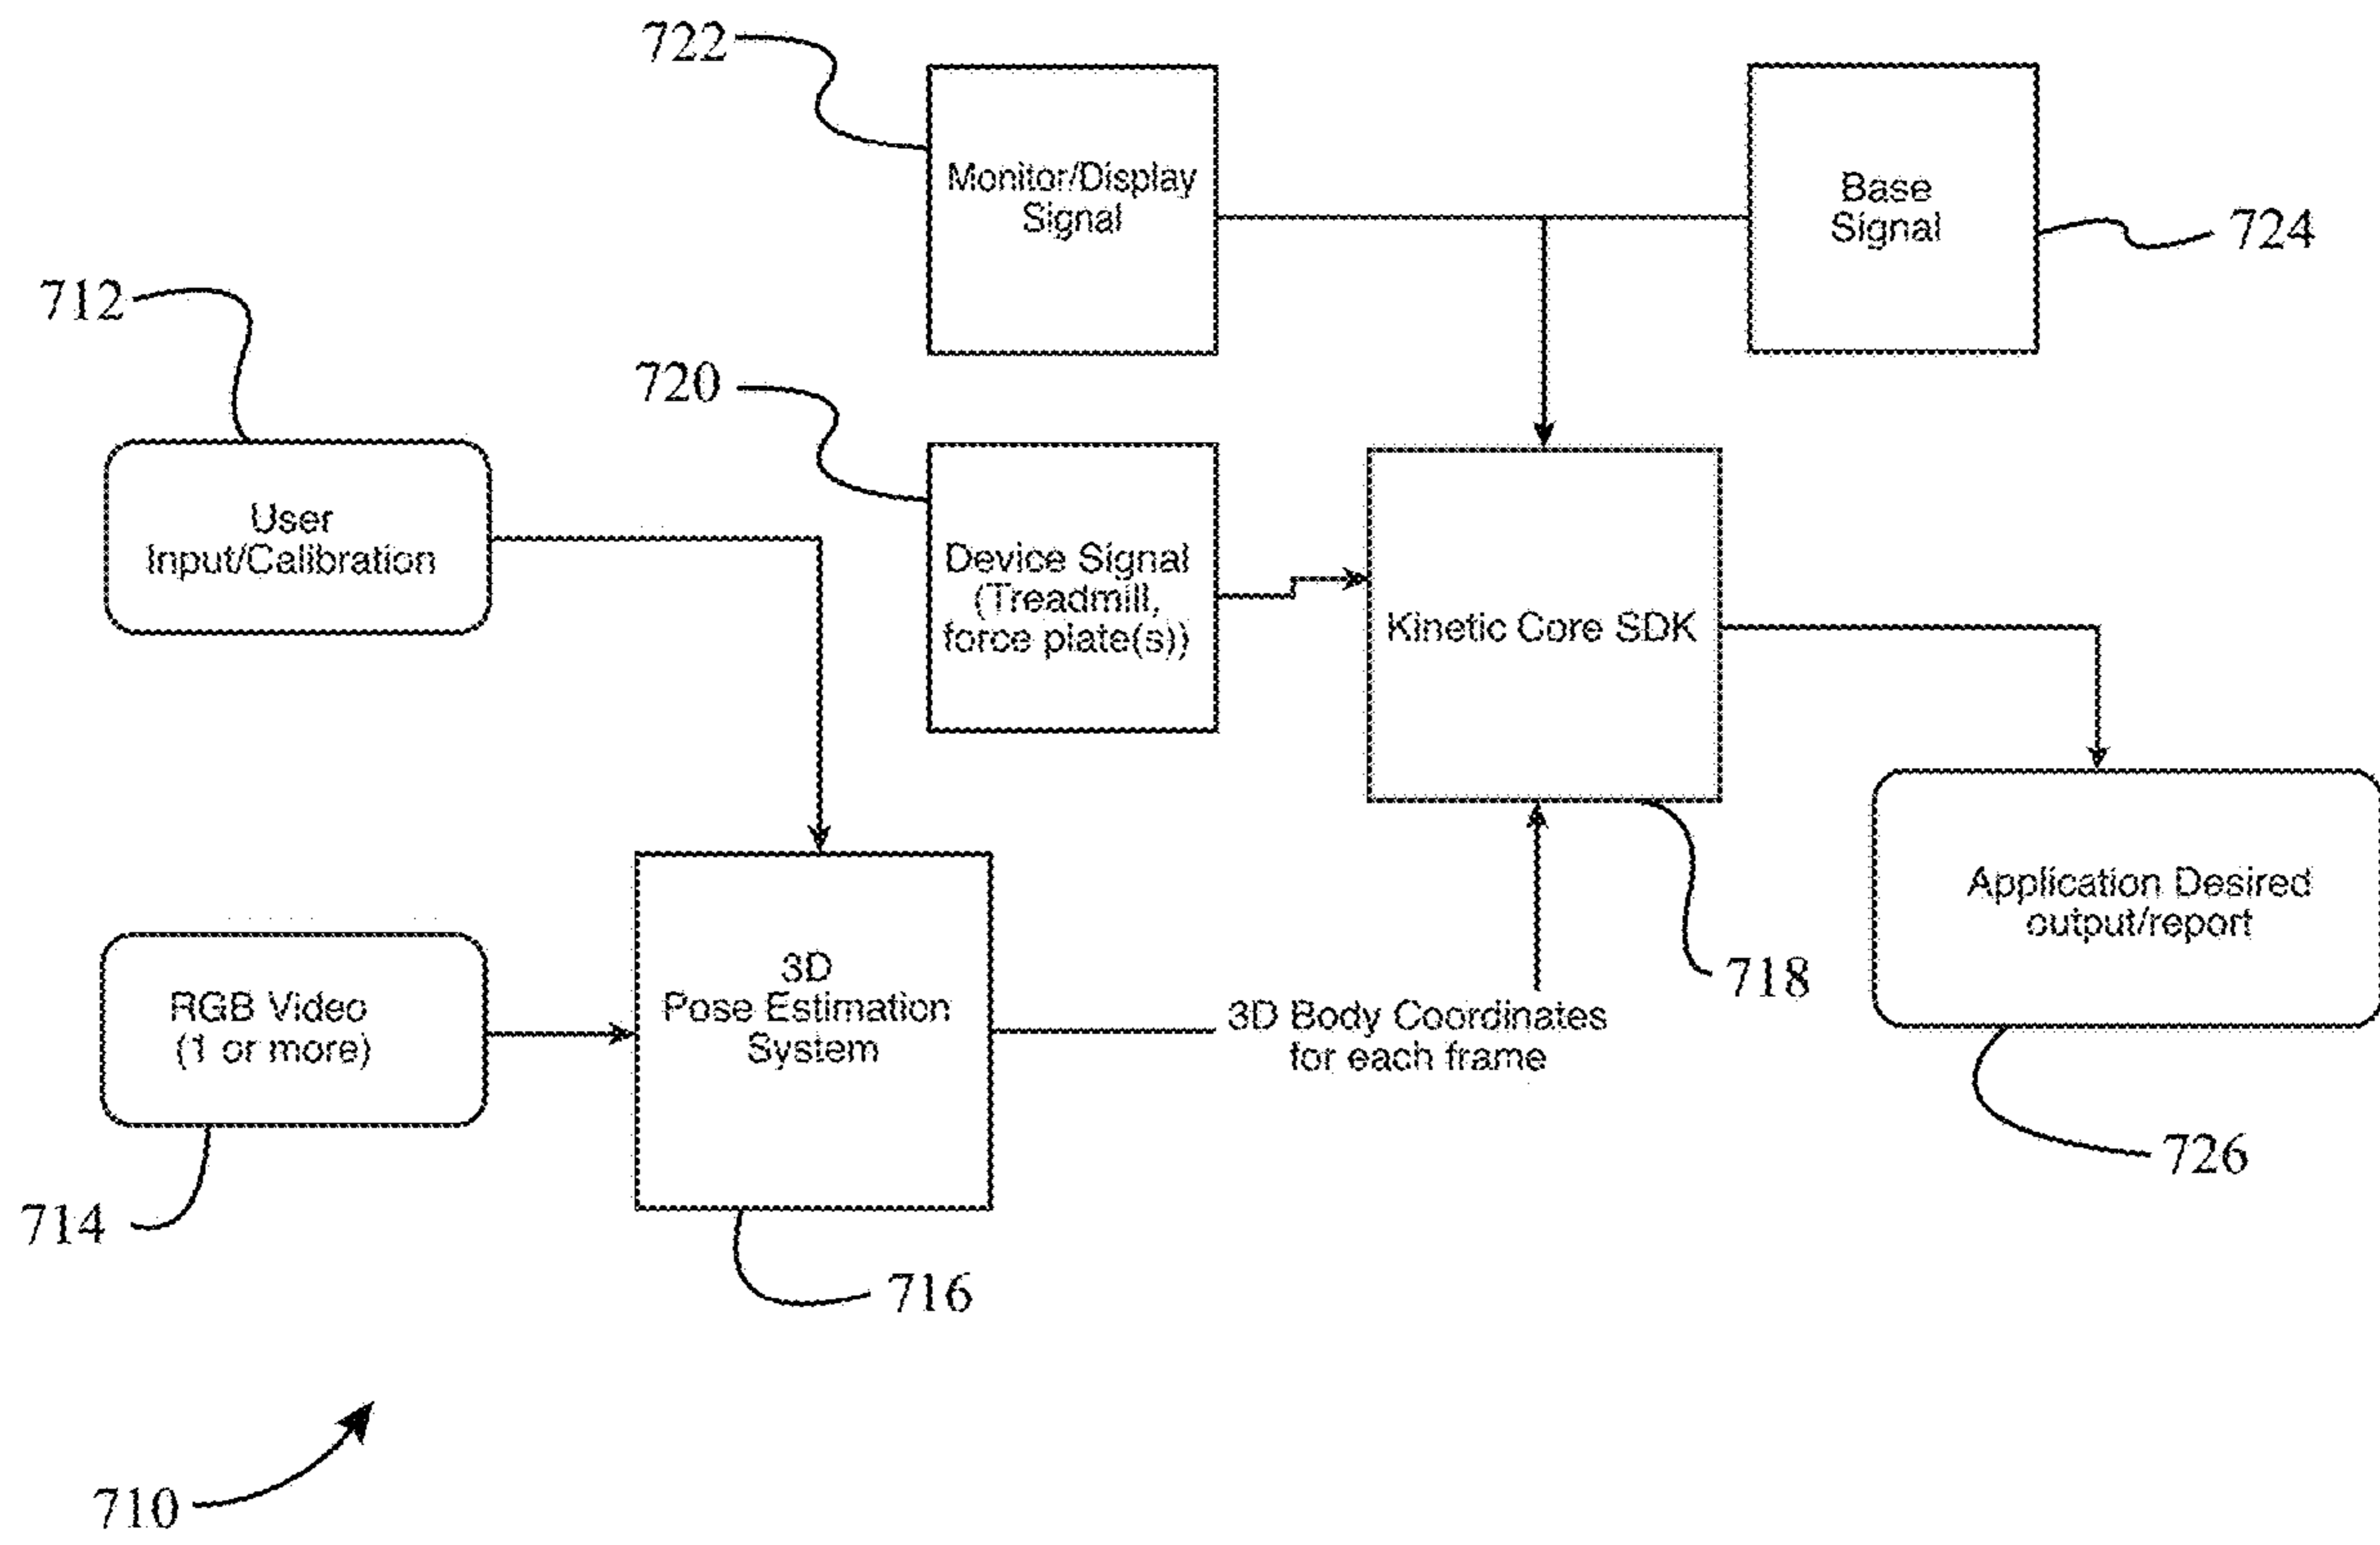 722
Monitor/Display
Signal
Base
Signal
724
712
720
User
Input/Calibration
Device Signal
(Treadmill,
force plate(s))
Kinetic Core SDK
Application Desired
output/report
718
RGB Video
(1 or more)
3D
Pose Estimation
System
3D Body Coordinates
for each frame
726
714
716
710